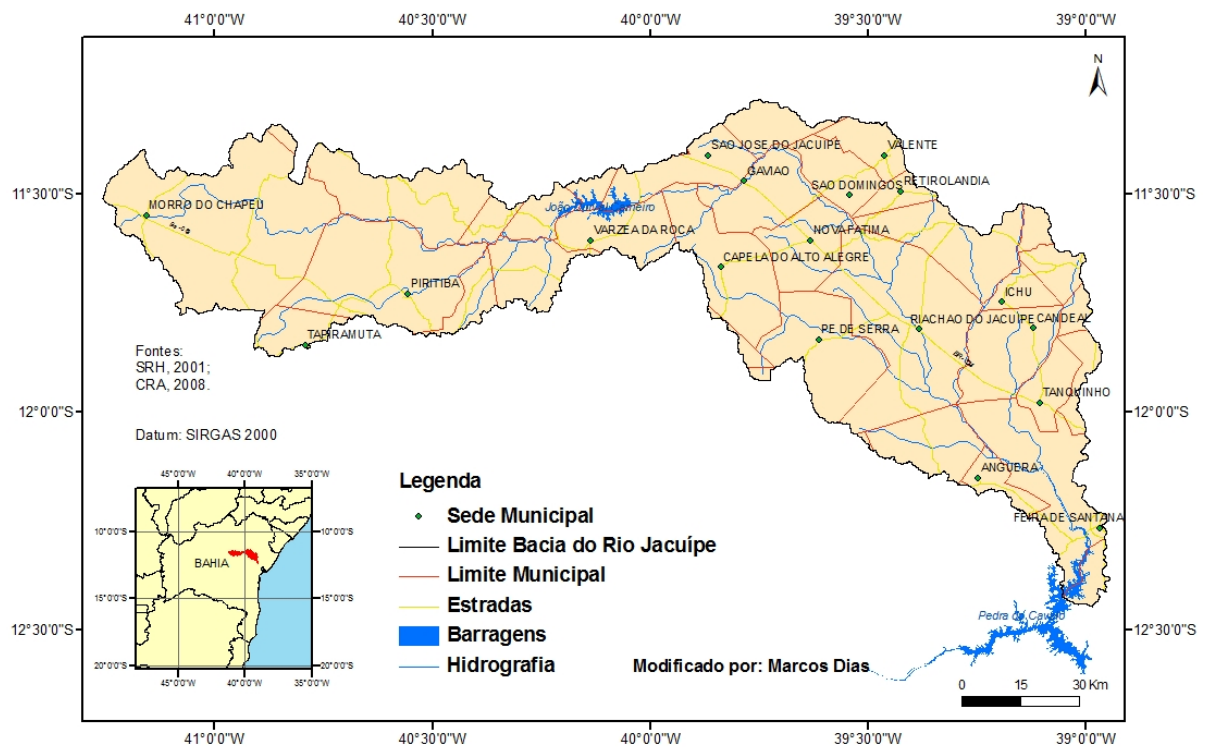 41°0'0"W 40°30'0"W 40°0'0"W 39°30'0"W 39°0'0"W
N
SAO JOSE DO JACUIPE
VALENTE
GAVIAO
11°30'0"S
SAO DOMINGOS
RETIROLANDIA
11°30'0"S
MORRO DO CHAPEU
VARZEA DA ROCA
NOVA FATIMA
CAPELA DO ALTO ALEGRE
PIRITIBA
ICHU
RIACHAO DO JACUIPE
CANDEAL
TAPIRAMUTA
PE DE SERRA
Fontes:
SRH, 2001;
CRA, 2008.
TANQUINHO
12°0'0"S
12°0'0"S
Datum: SIRGAS 2000
ANGUERA
FEIRA DE SANTANA
Pedra do Cavalo
12°30'0"S
12°30'0"S
45°0'0"W 40°0'0"W 35°0'0"W
10°0'0"S
10°0'0"S
BAHIA
15°0'0"S
15°0'0"S
20°0'0"S
20°0'0"S
45°0'0"W 40°0'0"W 35°0'0"W
Legenda
Sede Municipal
Limite Bacia do Rio Jacuípe
Limite Municipal
Estradas
Barragens
Hidrografia
Modificado por: Marcos Dias
0 15 30 Km
41°0'0"W 40°30'0"W 40°0'0"W 39°30'0"W 39°0'0"W